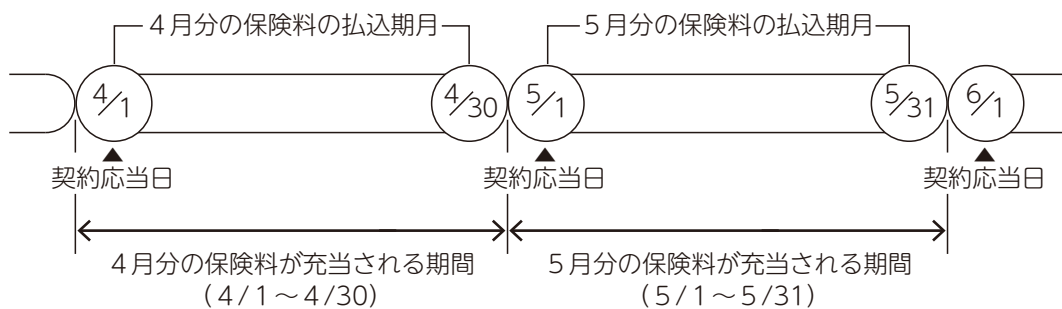 4月分の保険料の払込期月
5月分の保険料の払込期月
4/1
4/30
5/1
5/31
6/1
契約応当日
契約応当日
契約応当日
4月分の保険料が充当される期間
(4/1～4/30)
5月分の保険料が充当される期間
(5/1～5/31)